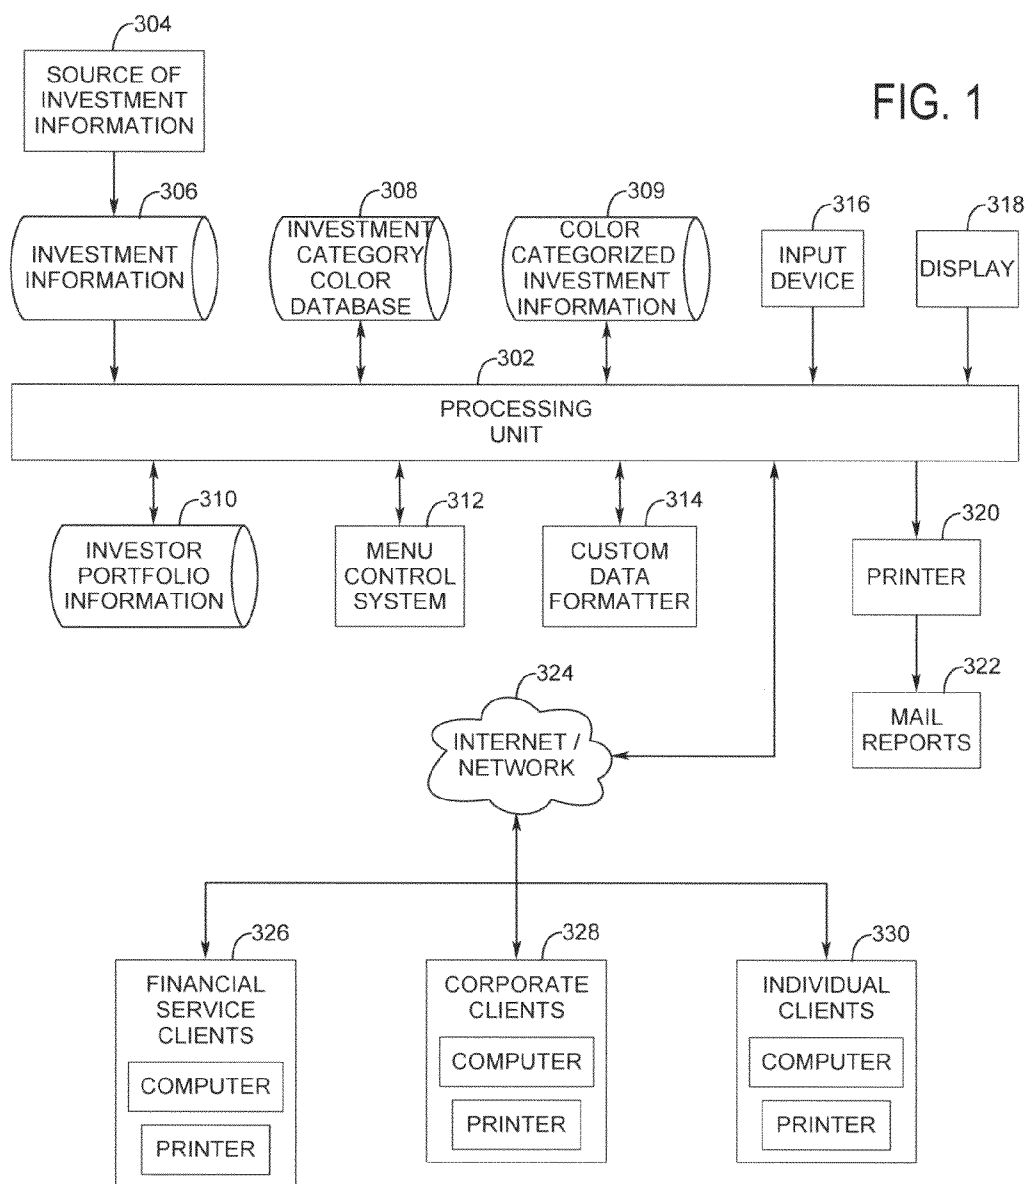 304
SOURCE OF
INVESTMENT
INFORMATION
FIG. 1
306
INVESTMENT
INFORMATION
308
INVESTMENT
CATEGORY
COLOR
DATABASE
309
COLOR
CATEGORIZED
INVESTMENT
INFORMATION
316
INPUT
DEVICE
318
DISPLAY
302
PROCESSING
UNIT
310
INVESTOR
PORTFOLIO
INFORMATION
312
MENU
CONTROL
SYSTEM
314
CUSTOM
DATA
FORMATTER
320
PRINTER
322
MAIL
REPORTS
324
INTERNET /
NETWORK
326
FINANCIAL
SERVICE
CLIENTS
COMPUTER
PRINTER
328
CORPORATE
CLIENTS
COMPUTER
PRINTER
330
INDIVIDUAL
CLIENTS
COMPUTER
PRINTER